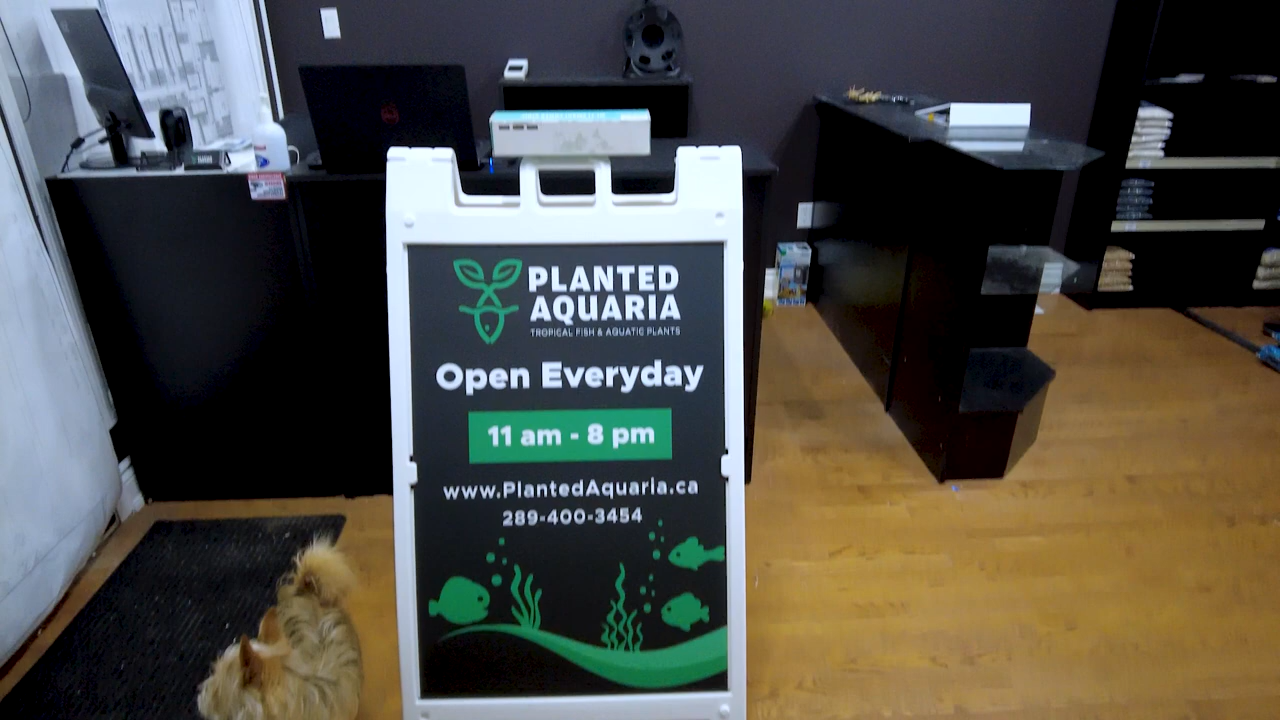 PLANTED
AQUARIA
TROPICAL FISH & AQUATIC PLANTS
Open Everyday
11 am - 8 pm
www.PlantedAquaria.ca
289-400-3454